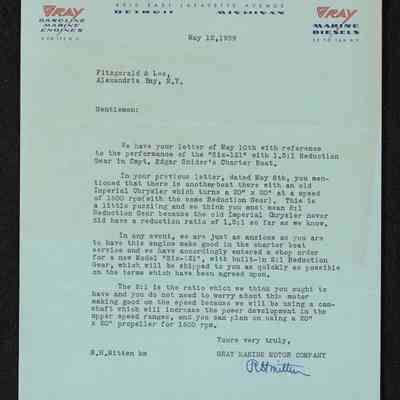 GRAY
GASOLINE
MARINE
ENGINES
6910 EAST LAFAYETTE AVENUE
DETROIT MICHIGAN
GRAY
MARINE
DIESELS
May 12, 1939
Fitzgerald & Lee,
Alexandria Bay, N.Y.
Gentlemen:
We have your letter of May 10th with reference
to the performance of the "Six-121" with 1.5:1 Reduction
Gear in Capt. Edgar Snider's Charter Boat.
In your previous letter, dated May 8th, you men-
tioned that there is another boat there with an old
Imperial Chrysler which turns a 20" x 20" at a speed
of 1600 rpm(with the same Reduction Gear). This is
a little puzzling and we think you must mean 2:1
Reduction Gear because the old Imperial Chrysler never
did have a reduction ratio of 1.5:1 so far as we know.
In any event, we are just as anxious as you are
to have this engine make good in the charter boat
service and we have accordingly entered a shop order
for a new Model "Six-121", with built-in 2:1 Reduction
Gear, which will be shipped to you as quickly as possible
on the terms which have been agreed upon.
The 2:1 is the ratio which we think you ought to
have and you do not need to worry about this motor
making good on the speed because we will be using a cam-
shaft which will increase the power development in the
upper speed ranges, and you can plan on using a 20"
x 20" propeller for 1600 rpm.
Yours very truly,
R.H.Mitten hm GRAY MARINE MOTOR COMPANY
RHMitten